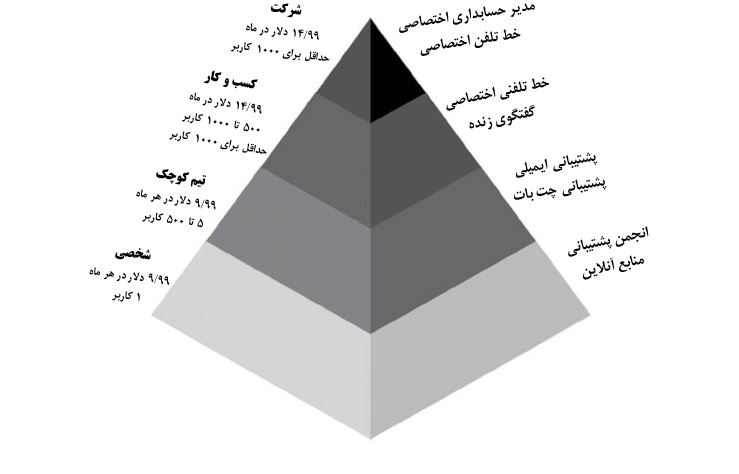 شرکت
۱۴/۹۹ دلار در ماه
حداقل برای ۱۰۰۰ کاربر
مدیر حسابداری اختصاصی
خط تلفن اختصاصی
کسب و کار
۱۴/۹۹ دلار در ماه
۵۰۰ تا ۱۰۰۰ کاربر
حداقل برای ۱۰۰۰ کاربر
خط تلفنی اختصاصی
گفتگوی زنده
تیم کوچک
۹/۹۹ دلار در هر ماه
۵ تا ۵۰۰ کاربر
پشتیبانی ایمیلی
پشتیبانی چت بات
شخصی
۹/۹۹ دلار در هر ماه
۱ کاربر
انجمن پشتیبانی
منابع آنلاین